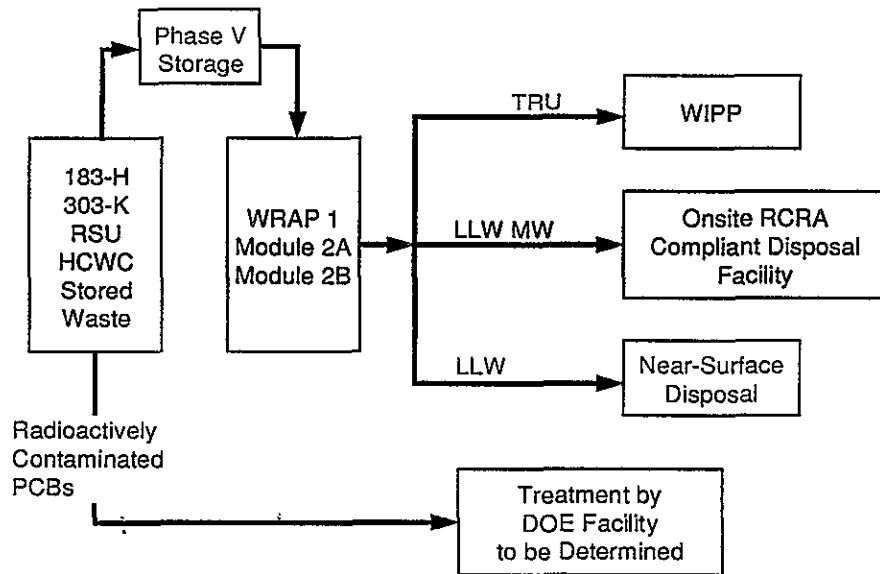 Phase V
Storage
183-H
303-K
RSU
HCWC
Stored
Waste
WRAP 1
Module 2A
Module 2B
TRU
WIPP
LLW MW
Onsite RCRA
Compliant Disposal
Facility
LLW
Near-Surface
Disposal
Radioactively
Contaminated
PCBs
Treatment by
DOE Facility
to be Determined